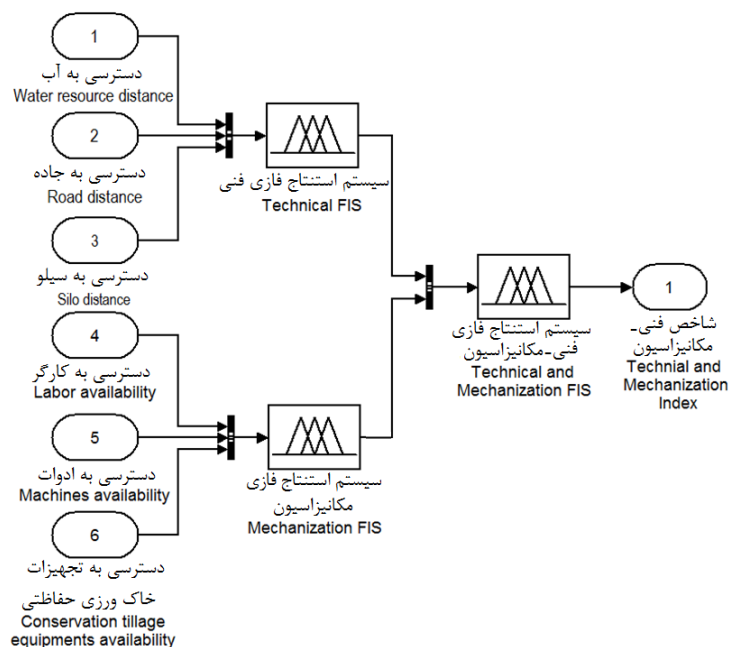 1
دسترسی به آب
Water resource distance
2
دسترسی به جاده
Road distance
3
دسترسی به سیلو
Silo distance
سیستم استنتاج فازی فنی
Technical FIS
4
دسترسی به کارگر
Labor availability
5
دسترسی به ادوات
Machines availability
6
دسترسی به تجهیزات
خاک ورزی حفاظتی
Conservation tillage
equipments availability
سیستم استنتاج فازی
مکانیزاسیون
Mechanization FIS
سیستم استنتاج فازی
فنی-مکانیزاسیون
Technical and
Mechanization FIS
1
شاخص فنی-
مکانیزاسیون
Technial and
Mechanization
Index